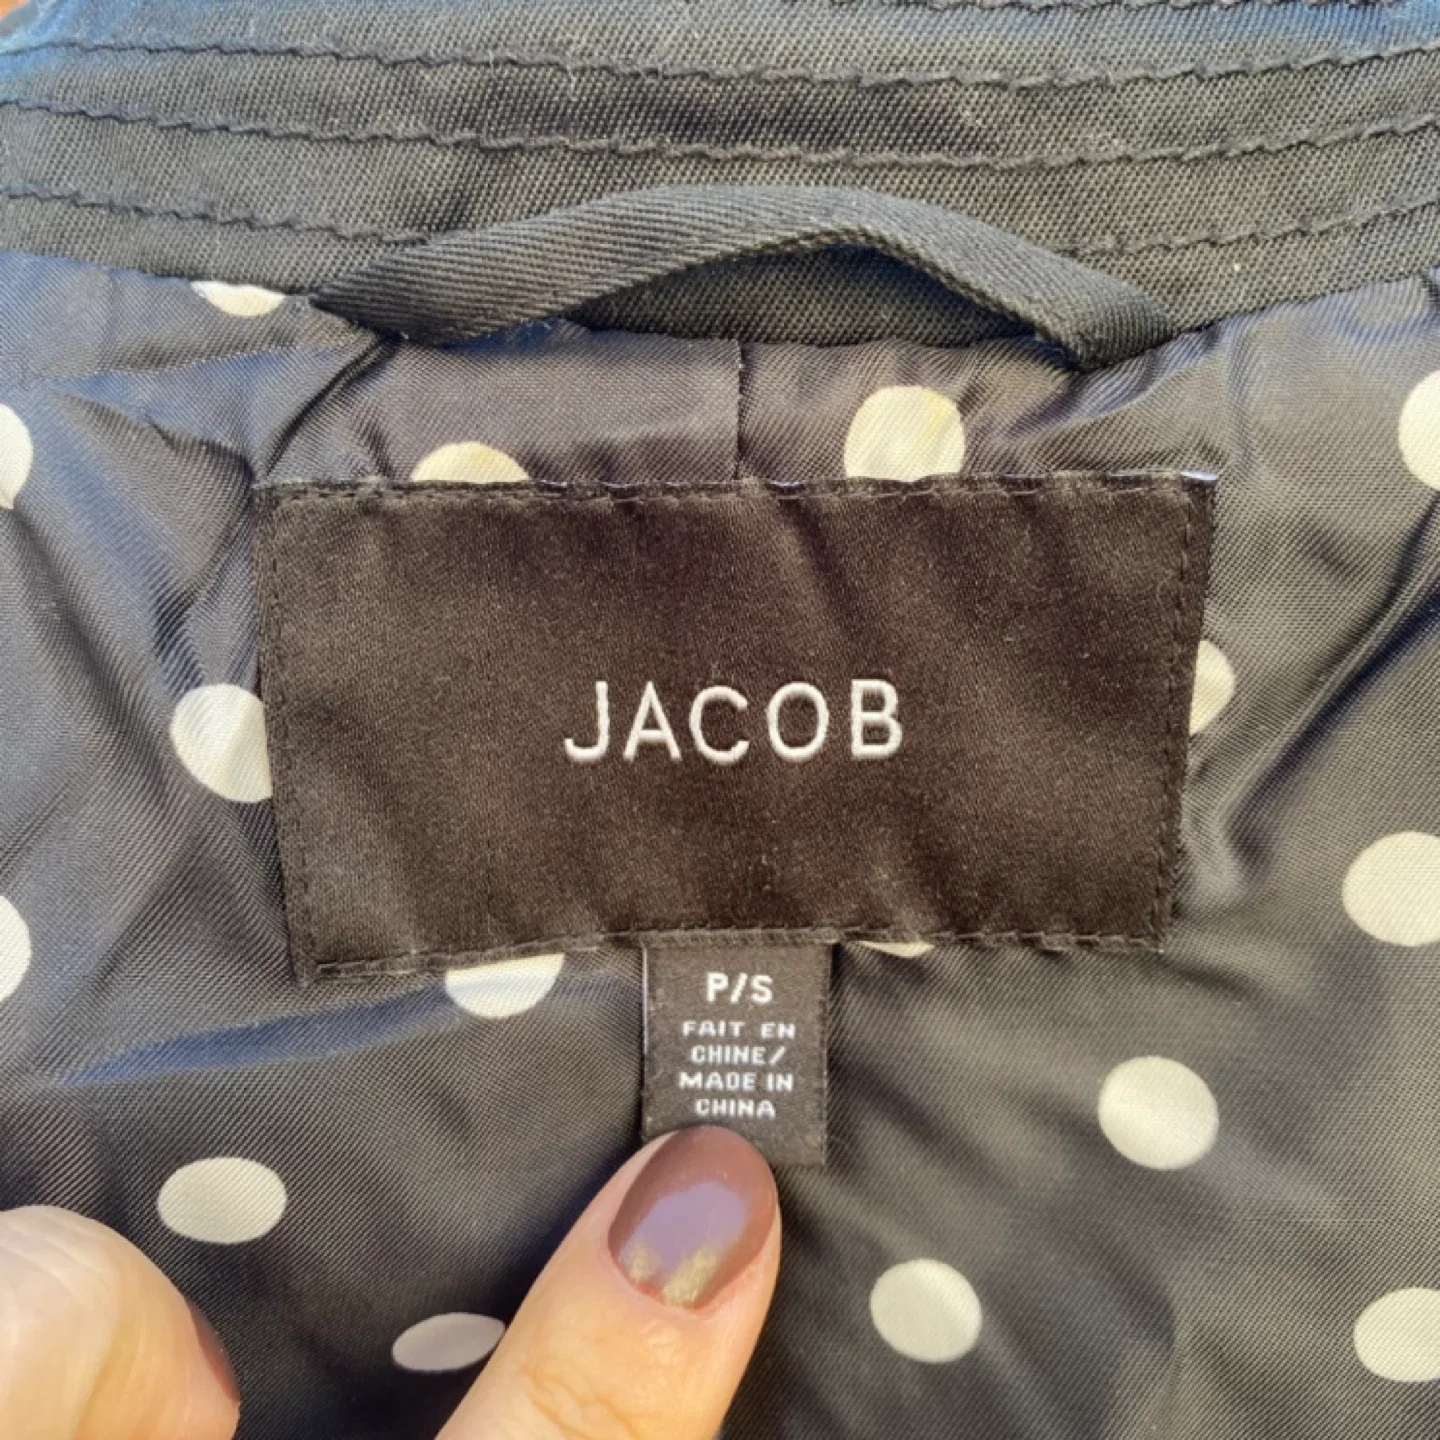 JACOB
P/S
FAIT EN
CHINE/
MADE IN
CHINA